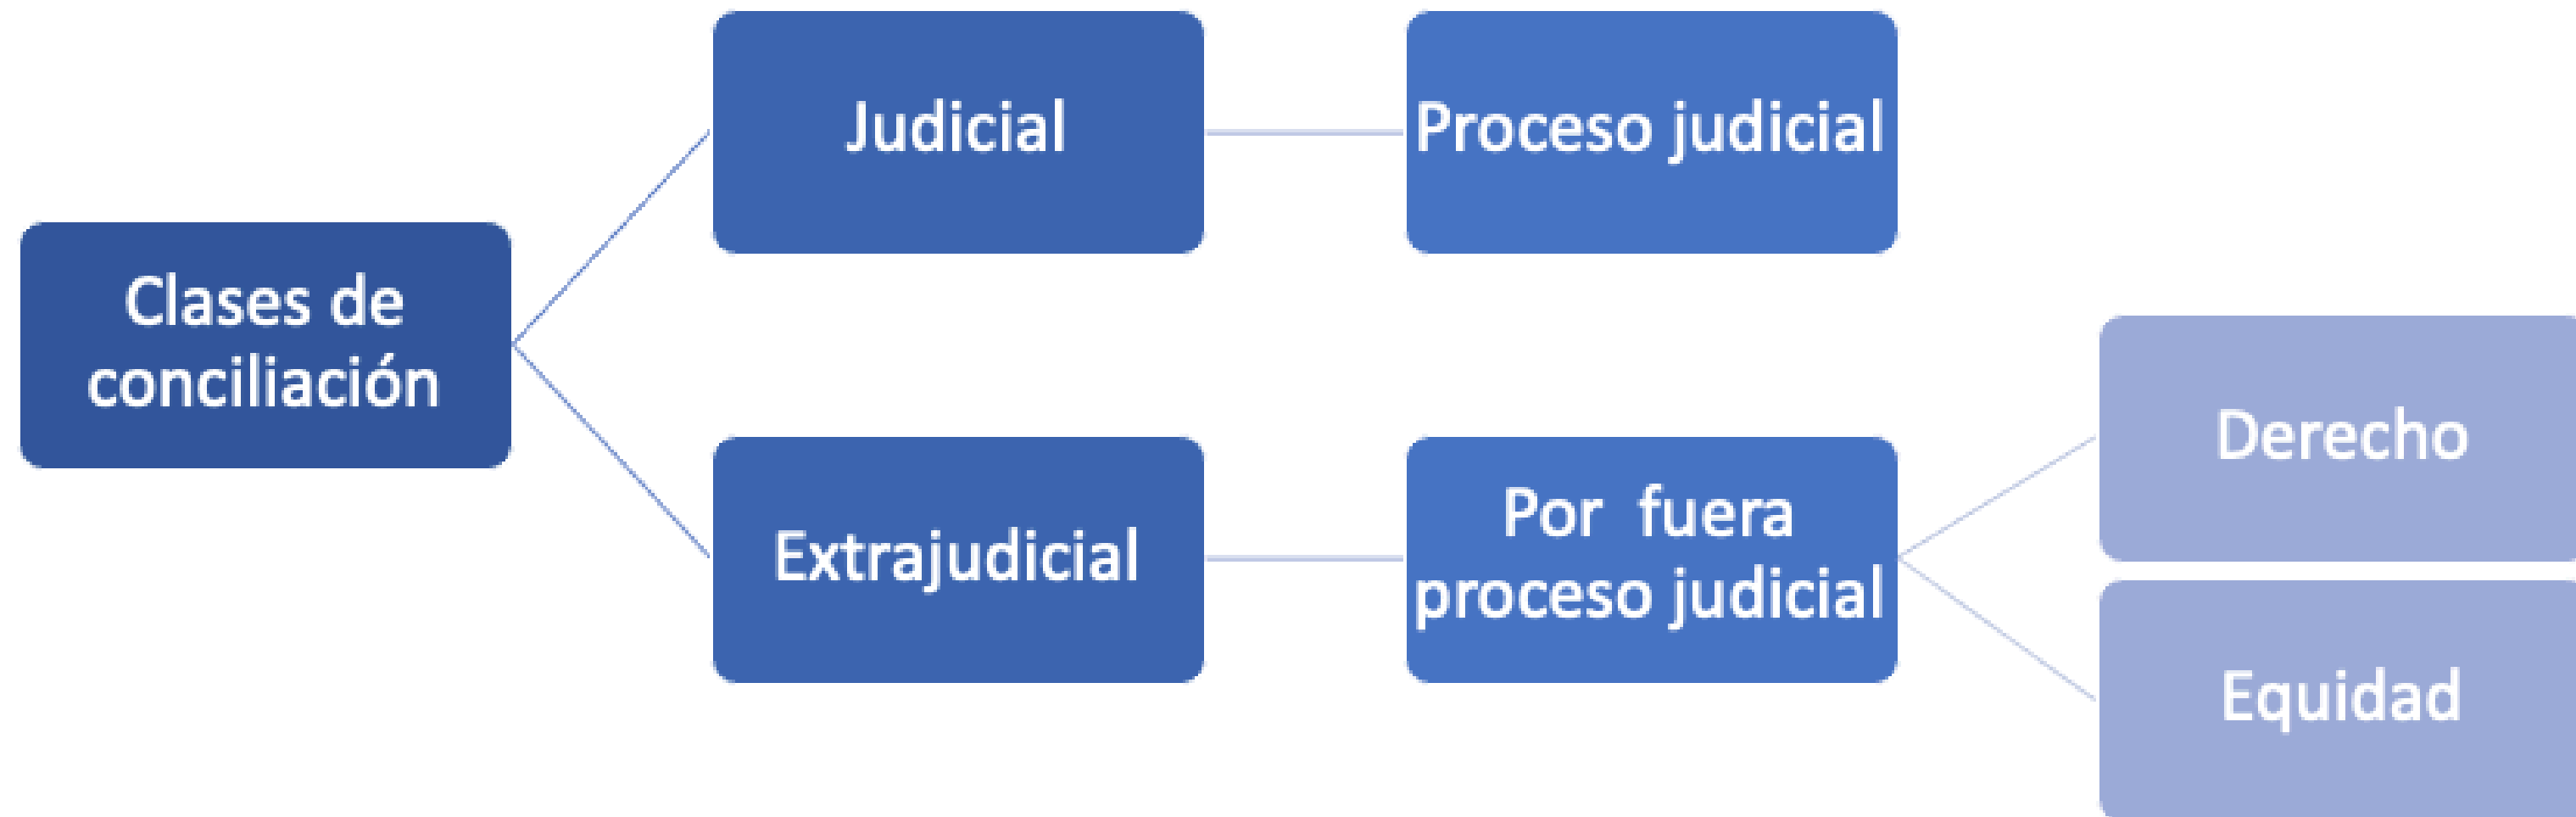 Clases de
conciliación
Judicial
Proceso judicial
Extrajudicial
Por  fuera
proceso judicial
Derecho
Equidad